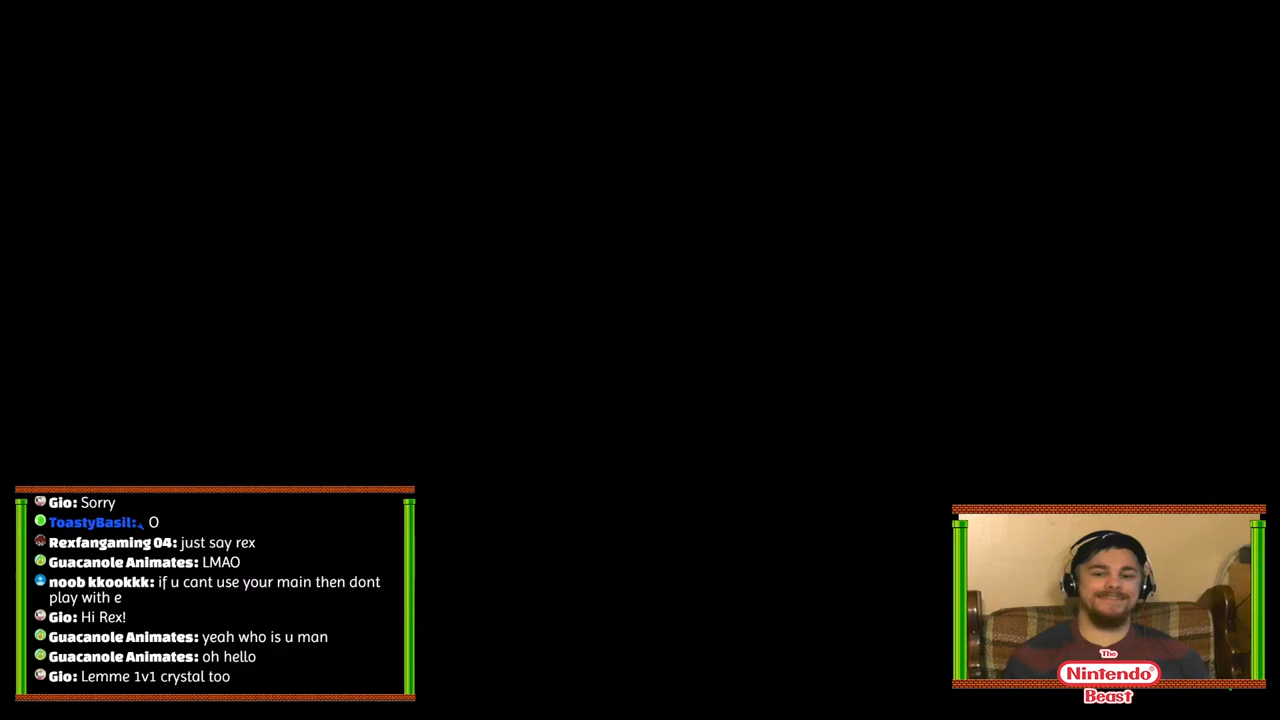 Gio: Sorry
ToastyBasil: O
Rexfangaming 04: just say rex
Guacanole Animates: LMAO
noob kkookkk: if u cant use your main then dont
play with e
Gio: Hi Rex!
Guacanole Animates: yeah who is u man
Guacanole Animates: oh hello
Gio: Lemme 1v1 crystal too
The
Nintendo
Beast